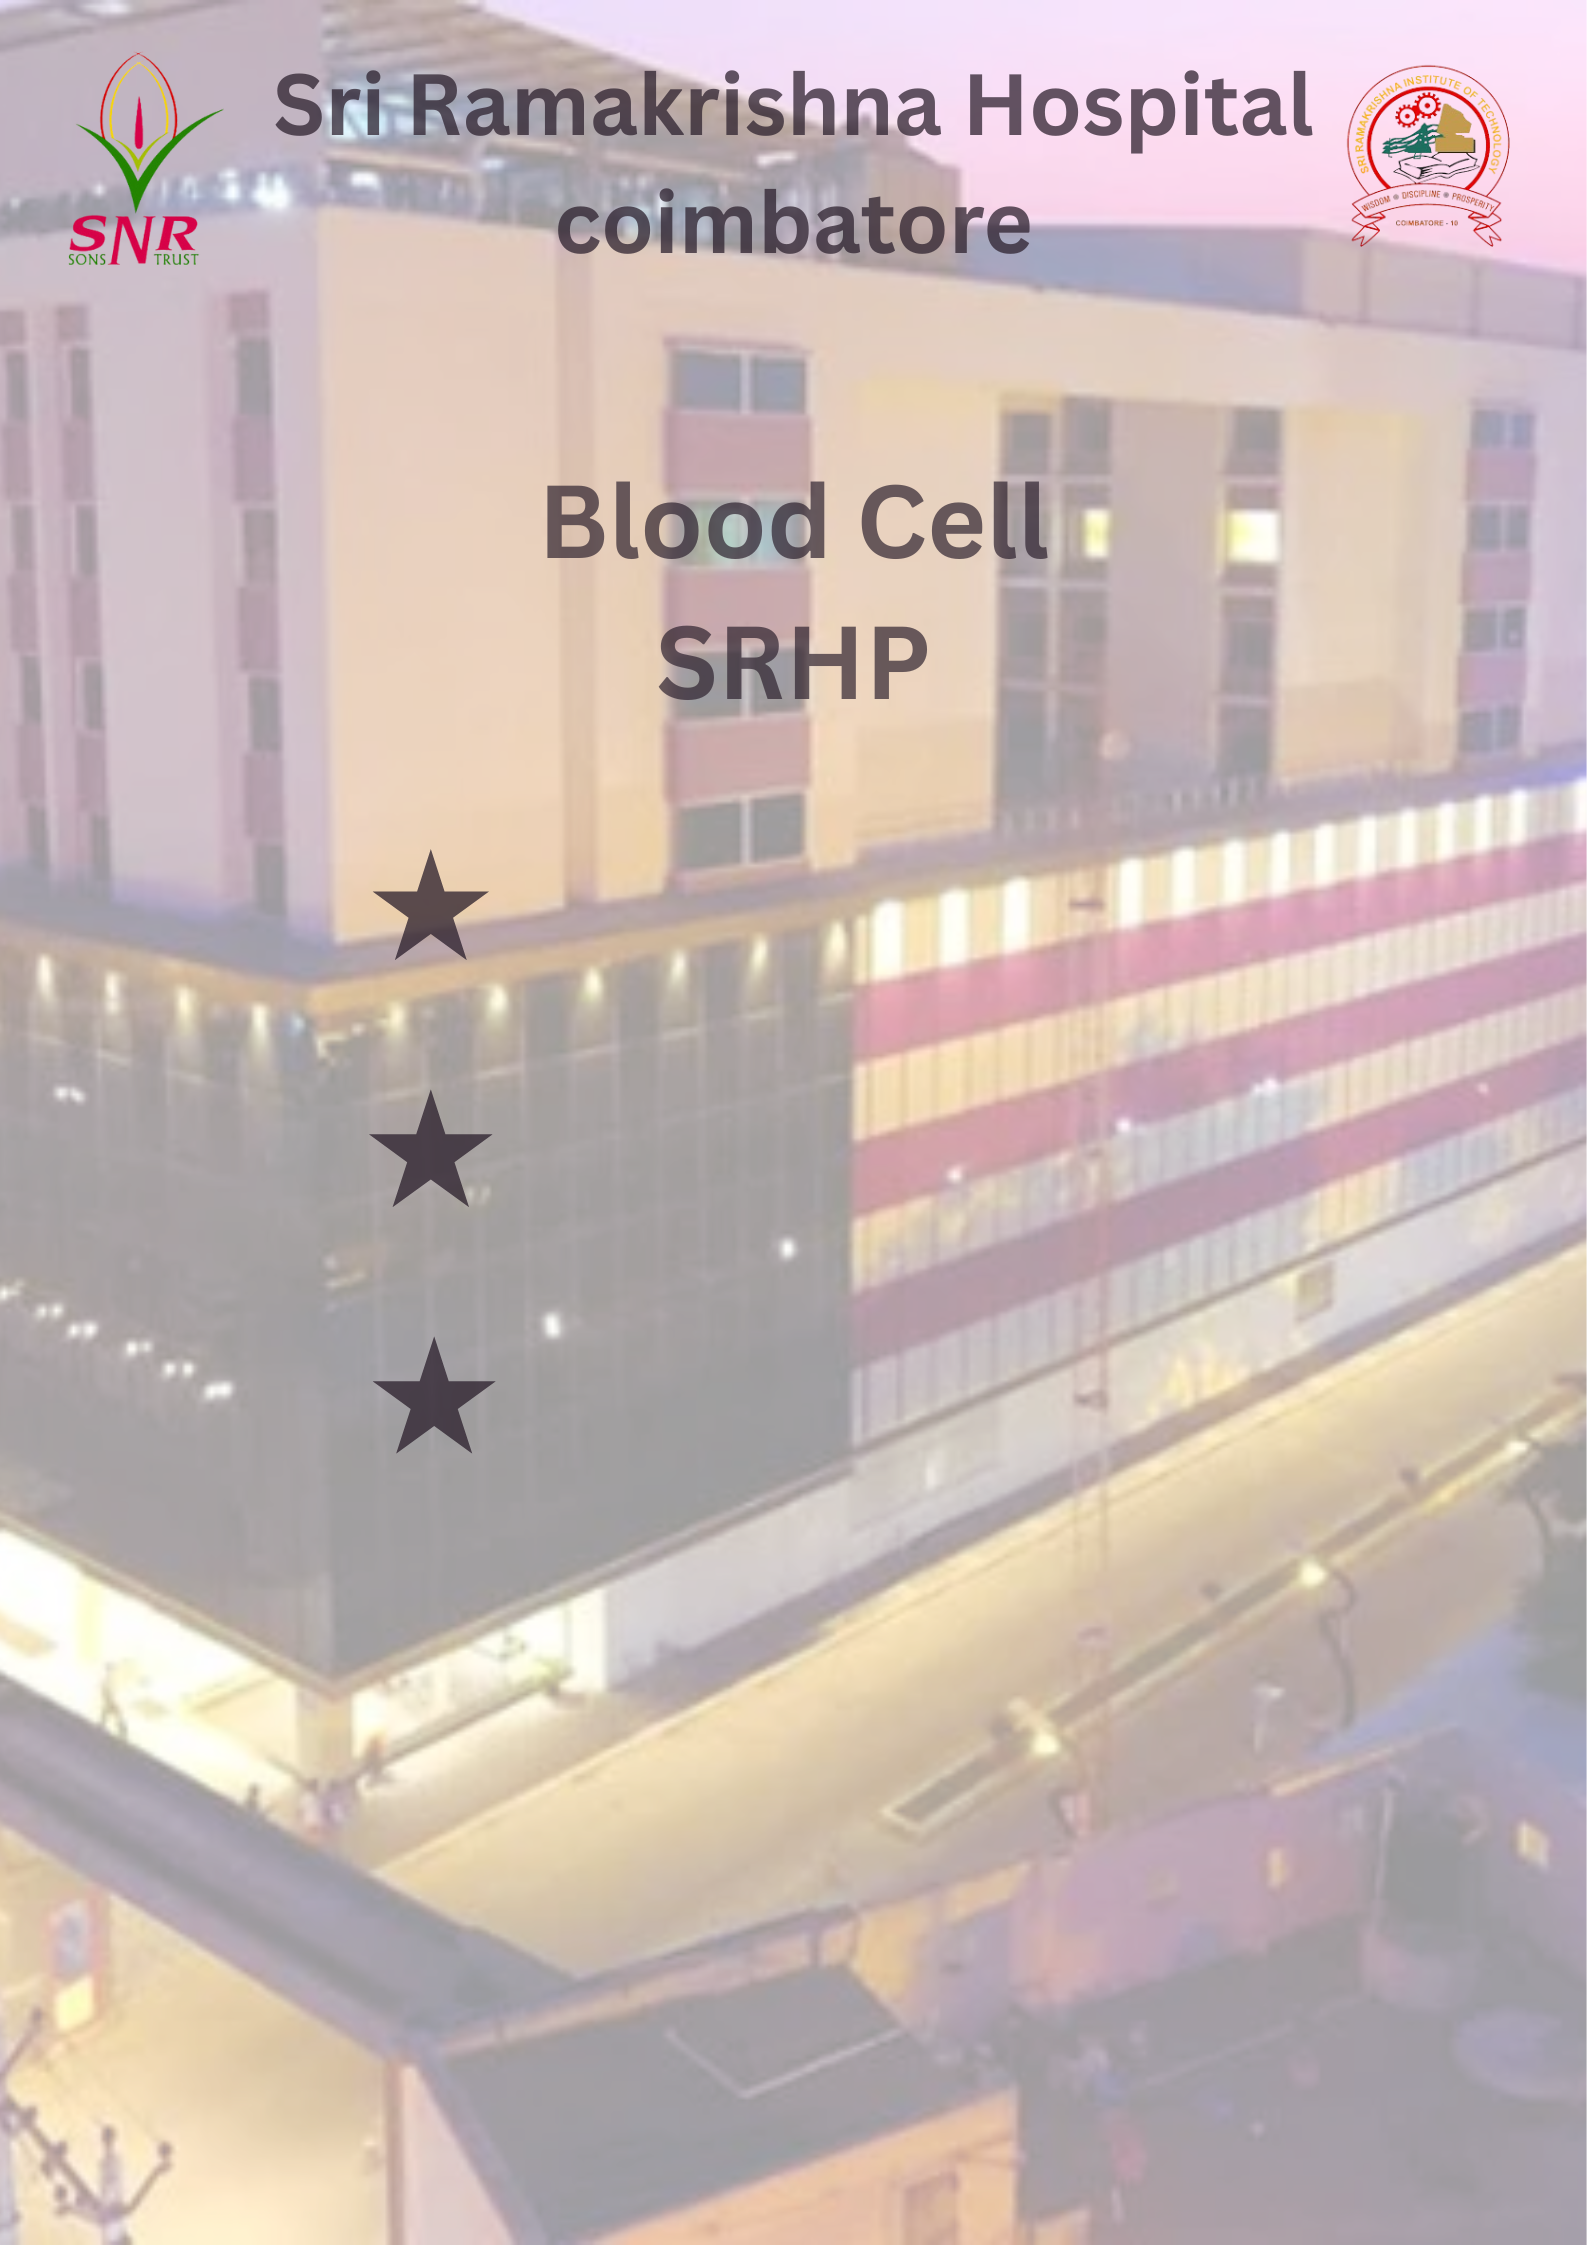 Sri Ramakrishna Hospital
coimbatore
SNR
SONS TRUST
SRI RAMAKRISHNA INSTITUTE OF TECHNOLOGY
WISDOM DISCIPLINE PROSPERITY
COIMBATORE - 10
Blood Cell
SRHP